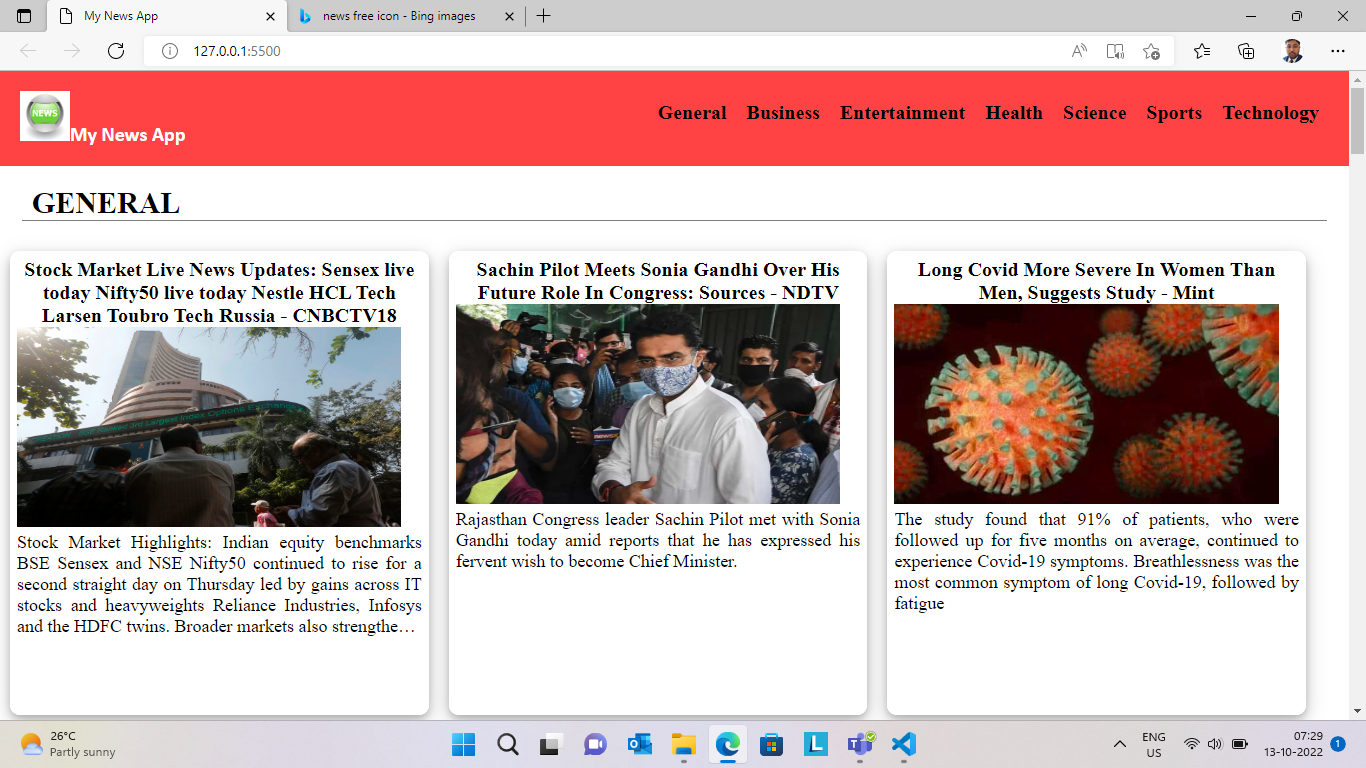 My News App
news free icon - Bing images
127.0.0.1:5500
NEWS
My News App
General Business Entertainment Health Science Sports Technology
GENERAL
Stock Market Live News Updates: Sensex live
today Nifty50 live today Nestle HCL Tech
Larsen Toubro Tech Russia - CNBCTV18
Stock Market Highlights: Indian equity benchmarks
BSE Sensex and NSE Nifty50 continued to rise for a
second straight day on Thursday led by gains across IT
stocks and heavyweights Reliance Industries, Infosys
and the HDFC twins. Broader markets also strengthe…
Sachin Pilot Meets Sonia Gandhi Over His
Future Role In Congress: Sources - NDTV
Rajasthan Congress leader Sachin Pilot met with Sonia
Gandhi today amid reports that he has expressed his
fervent wish to become Chief Minister.
Long Covid More Severe In Women Than
Men, Suggests Study - Mint
The study found that 91% of patients, who were
followed up for five months on average, continued to
experience Covid-19 symptoms. Breathlessness was the
most common symptom of long Covid-19, followed by
fatigue
26°C
Partly sunny
ENG
US
07:29
13-10-2022
1